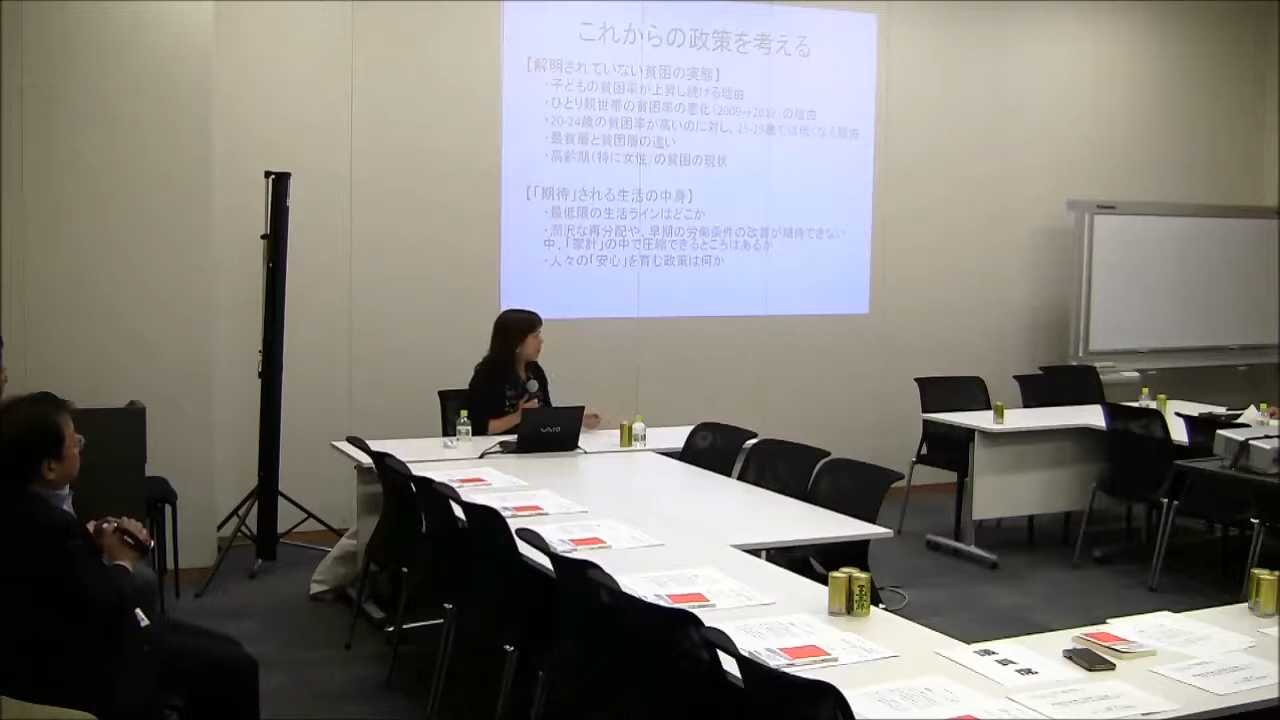 これからの政策を考える
【解明されていない貧困の実態】
・子どもの貧困率が上昇し続ける理由
・ひとり親世帯の貧困率の悪化(2009→2012)の理由
・20-24歳の貧困率が高いのに対し、25-29歳では低くなる理由
・最貧層と貧困層の違い
・高齢期(特に女性)の貧困の現状
【「期待」される生活の中身】
・最低限の生活ラインはどこか
・潤沢な再分配や、早期の労働条件の改善が期待できない
中、「家計」の中で圧縮できるところはあるか
・人々の「安心」を育む政策は何か
VAIO